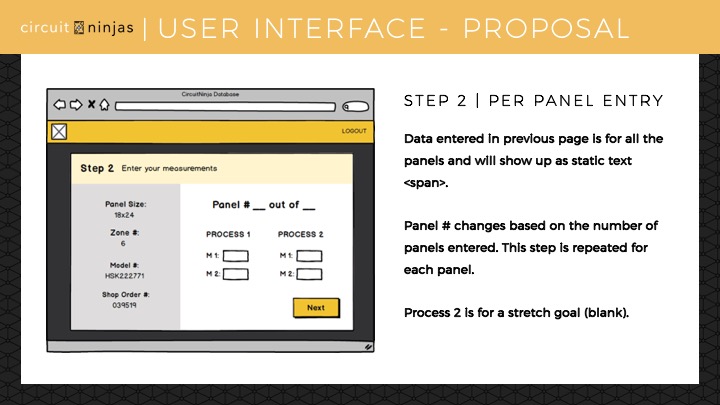 circuit ninjas | USER INTERFACE - PROPOSAL
CircuitNinja Database
LOGOUT
Step 2 Enter your measurements
Panel Size:
18x24
Zone #:
6
Model #:
HSK222771
Shop Order #:
039519
Panel # __ out of __
PROCESS 1 PROCESS 2
M 1: M 1:
M 2: M 2:
Next
STEP 2 | PER PANEL ENTRY
Data entered in previous page is for all the
panels and will show up as static text
<span>.
Panel # changes based on the number of
panels entered. This step is repeated for
each panel.
Process 2 is for a stretch goal (blank).